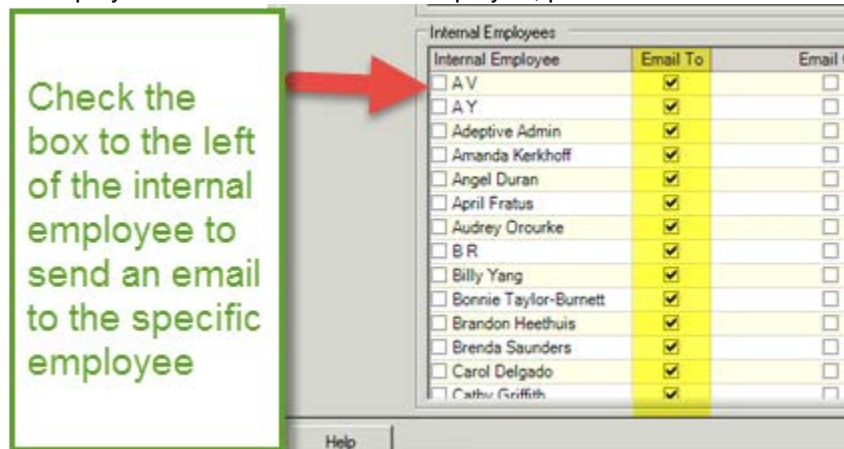 Check the
box to the left
of the internal
employee to
send an email
to the specific
employee
Internal Employees
Internal Employee Email To Email
A V
A Y
Adeptive Admin
Amanda Kerkhoff
Angel Duran
April Fratus
Audrey Orourke
B R
Billy Yang
Bonnie Taylor-Burnett
Brandon Heethuis
Brenda Saunders
Carol Delgado
Cathy Griffith
Help